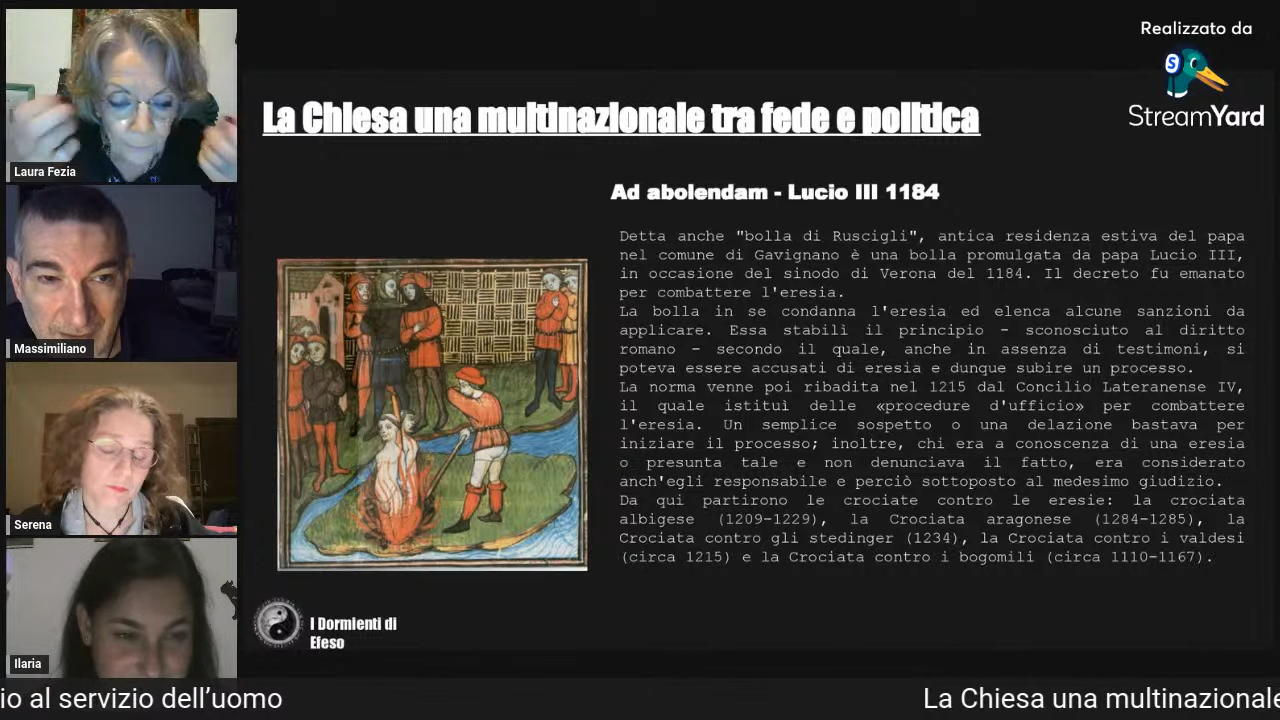 Realizzato da
StreamYard
La Chiesa una multinazionale tra fede e politica
Ad abolendam - Lucio III 1184
Detta anche "bolla di Ruscigli", antica residenza estiva del papa
nel comune di Gavignano è una bolla promulgata da papa Lucio III,
in occasione del sinodo di Verona del 1184. Il decreto fu emanato
per combattere l'eresia.
La bolla in se condanna l'eresia ed elenca alcune sanzioni da
applicare. Essa stabilì il principio - sconosciuto al diritto
romano - secondo il quale, anche in assenza di testimoni, si
poteva essere accusati di eresia e dunque subire un processo.
La norma venne poi ribadita nel 1215 dal Concilio Lateranense IV,
il quale istituì delle «procedure d'ufficio» per combattere
l'eresia. Un semplice sospetto o una delazione bastava per
iniziare il processo; inoltre, chi era a conoscenza di una eresia
o presunta tale e non denunciava il fatto, era considerato
anch'egli responsabile e perciò sottoposto al medesimo giudizio.
Da qui partirono le crociate contro le eresie: la crociata
albigese (1209-1229), la Crociata aragonese (1284-1285), la
Crociata contro gli stedinger (1234), la Crociata contro i valdesi
(circa 1215) e la Crociata contro i bogomili (circa 1110-1167).
I Dormienti di
Efeso
Laura Fezia
Massimiliano
Serena
Ilaria
io al servizio dell’uomo
La Chiesa una multinazionale